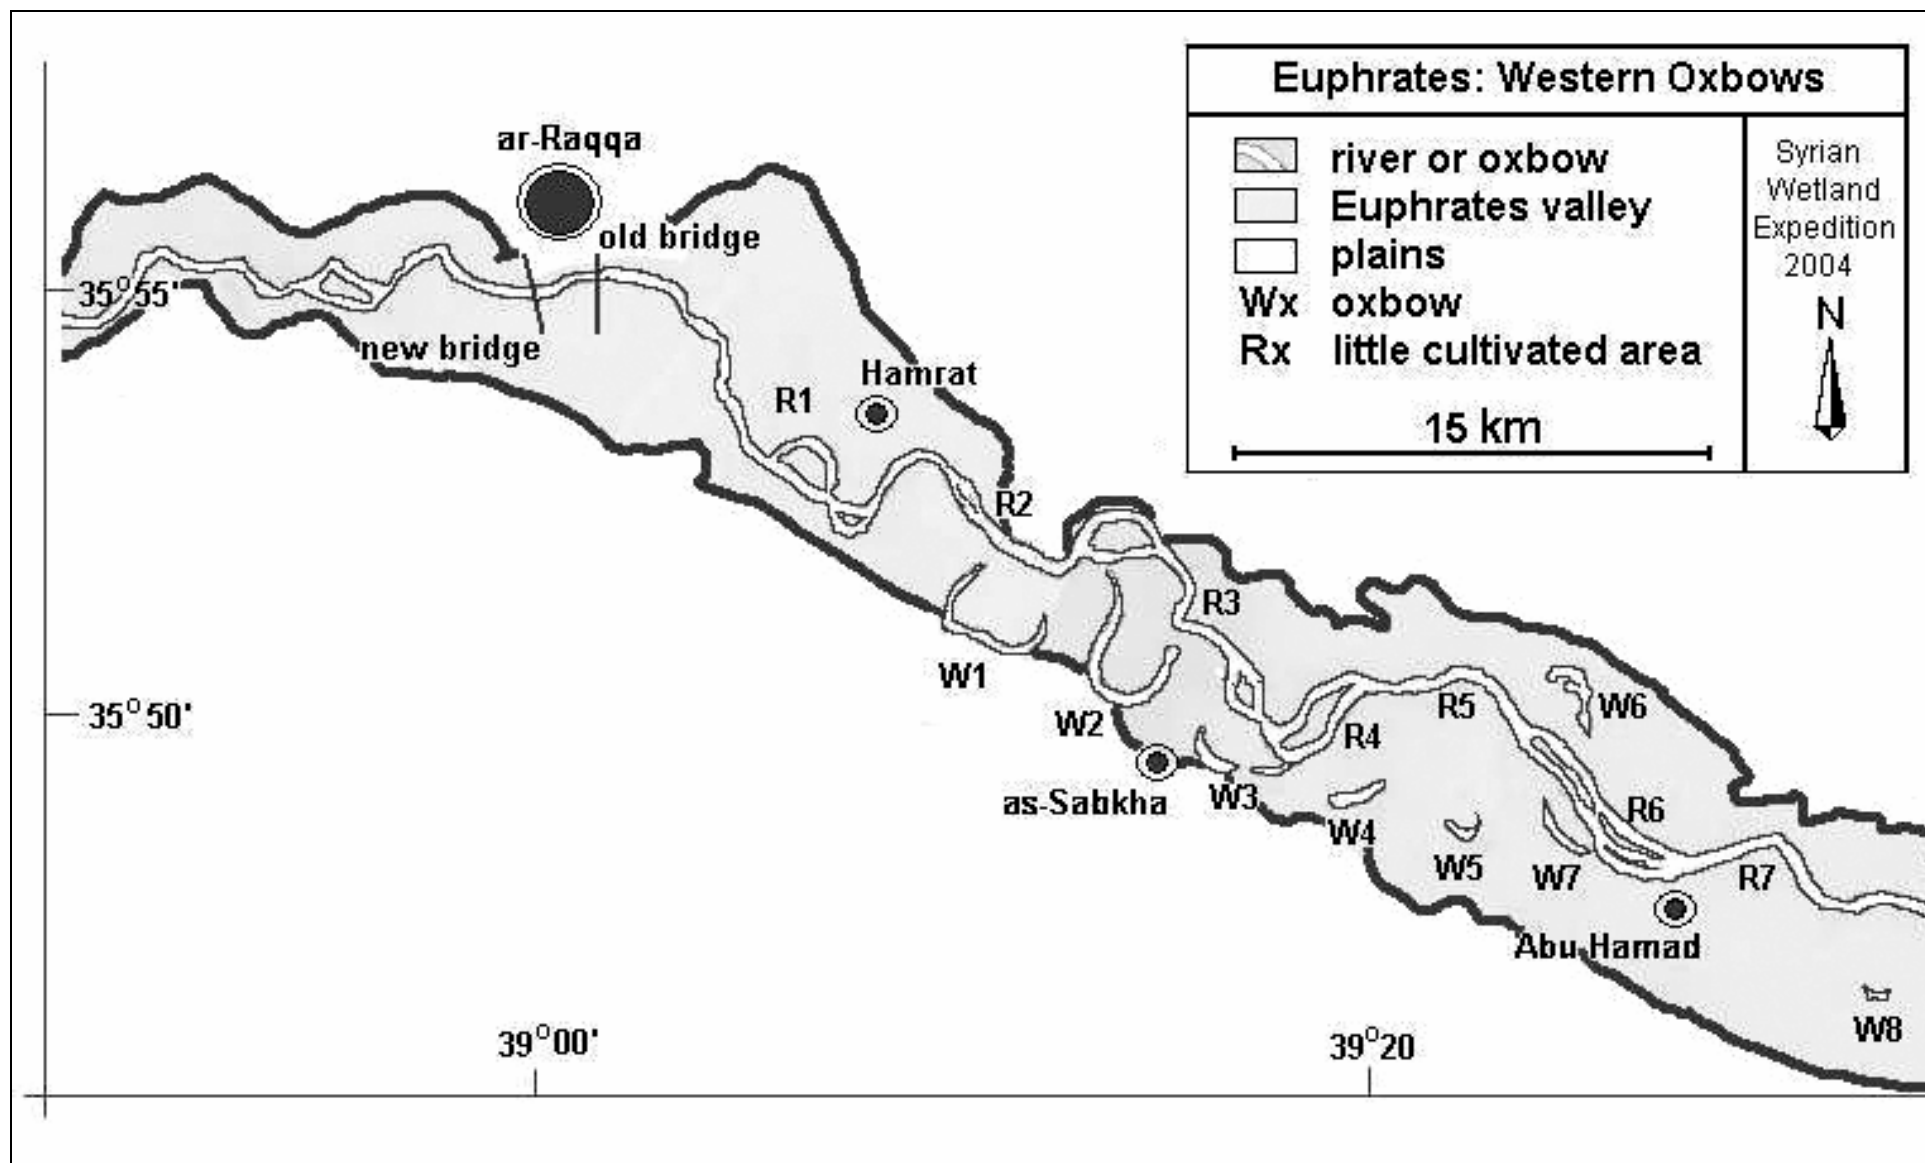 Euphrates: Western Oxbows
river or oxbow
Euphrates valley
plains
Wx oxbow
Rx little cultivated area
15 km
Syrian
Wetland
Expedition
2004
N
ar-Raqqa
old bridge
35°55'
new bridge
Hamrat
R1
R2
R3
W1
W2
35°50'
R4
R5
W6
as-Sabkha
W3
W4
W5
W7
R6
R7
Abu Hamad
W8
39°00'
39°20